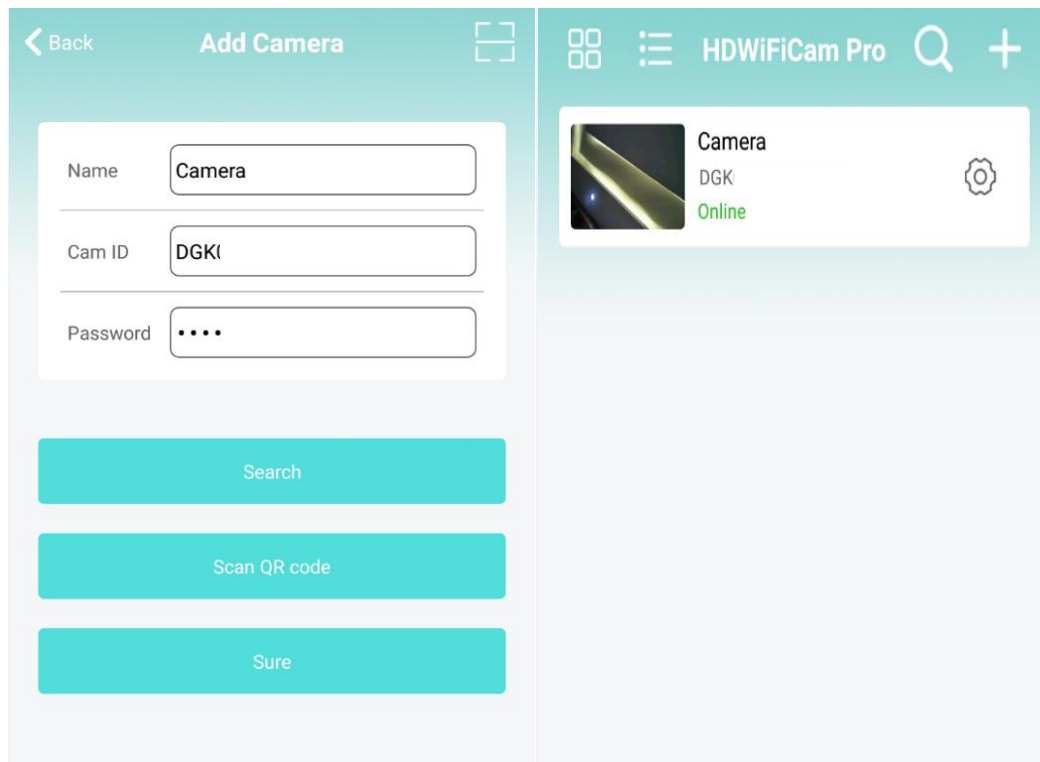 Back
Add Camera
Name
Camera
Cam ID
DGK
Password
Search
Scan QR code
Sure
HDWiFiCam Pro
Camera
DGK
Online